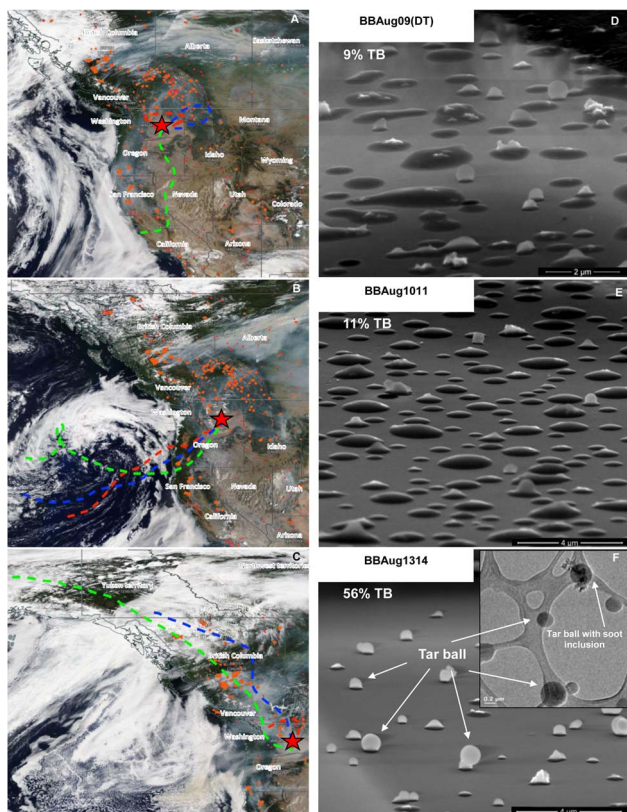 A
British Columbia
Alberta
Saskatchewan
Vancouver
Washington
Montana
Oregon
Idaho
Wyoming
San Francisco
Nevada
Utah
Colorado
California
Arizona
BBAug09(DT)
D
9% TB
2 µm
B
British Columbia
Alberta
Vancouver
Washington
Oregon
Idaho
San Francisco
Nevada
Utah
California
Arizona
BBAug1011
E
11% TB
4 µm
C
Northwest territories
Yukon territory
British Columbia
Vancouver
Washington
Oregon
BBAug1314
F
56% TB
Tar ball with soot
inclusion
Tar ball
0.2 µm
4 µm